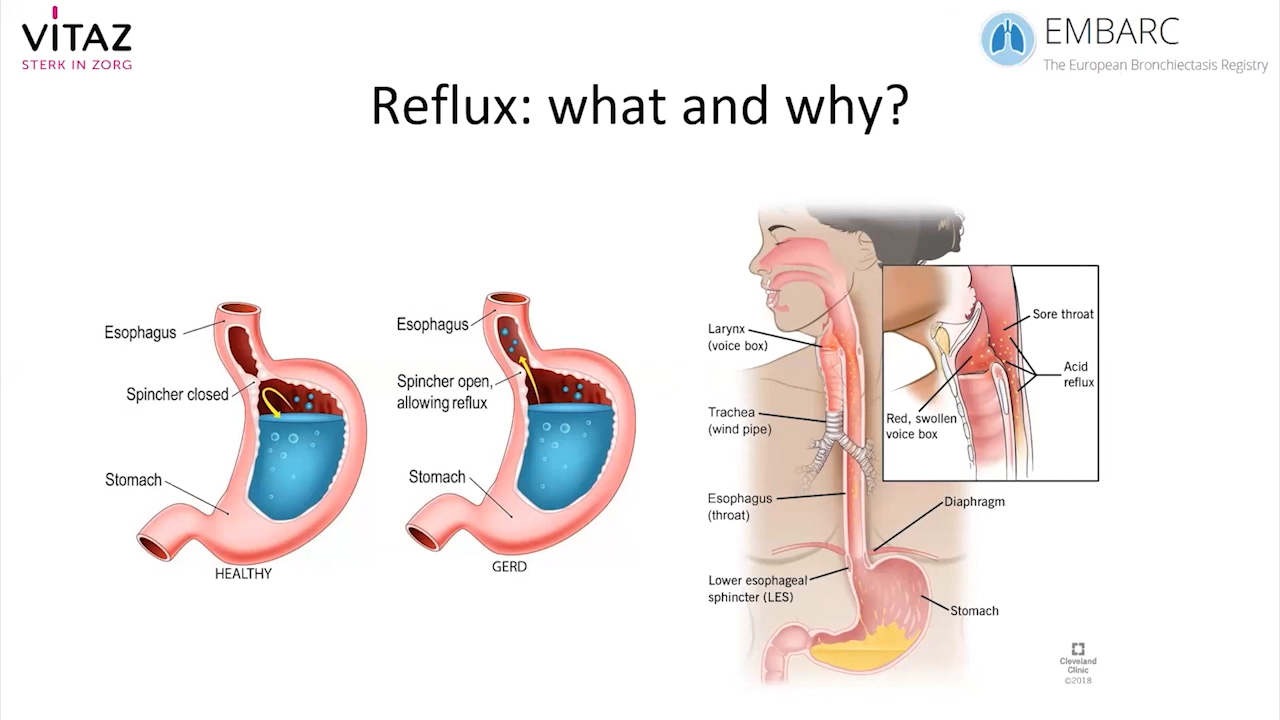 VITAZ
STERK IN ZORG
EMBARC
The European Bronchiectasis Registry
Reflux: what and why?
Esophagus
Spincher closed
Stomach
HEALTHY
Esophagus
Spincher open,
allowing reflux
Stomach
GERD
Larynx
(voice box)
Trachea
(wind pipe)
Esophagus
(throat)
Lower esophageal
sphincter (LES)
Diaphragm
Stomach
Sore throat
Acid
reflux
Red, swollen
voice box
Cleveland
Clinic
©2018